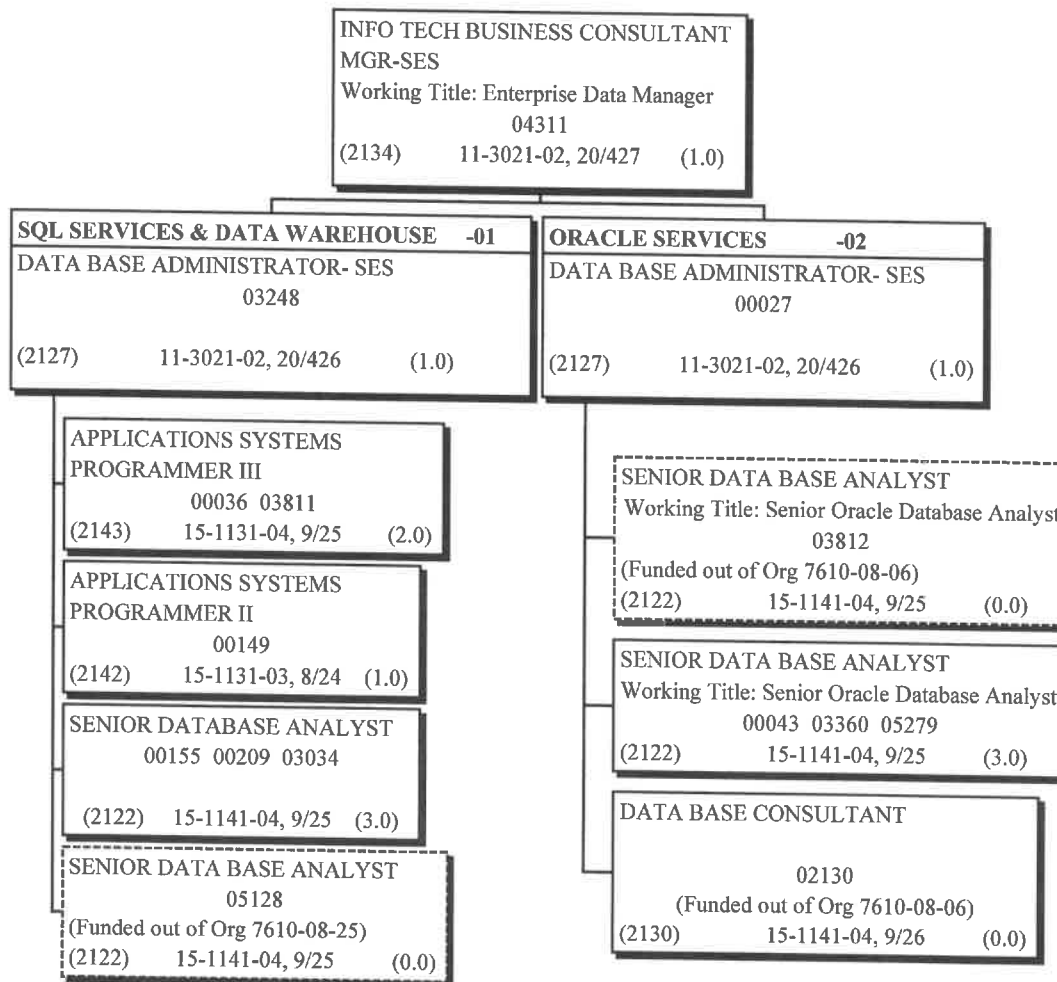 INFO TECH BUSINESS CONSULTANT
MGR-SES
Working Title: Enterprise Data Manager
04311
(2134) 11-3021-02, 20/427 (1.0)
SQL SERVICES & DATA WAREHOUSE -01
DATA BASE ADMINISTRATOR- SES
03248
(2127) 11-3021-02, 20/426 (1.0)
APPLICATIONS SYSTEMS
PROGRAMMER III
00036 03811
(2143) 15-1131-04, 9/25 (2.0)
APPLICATIONS SYSTEMS
PROGRAMMER II
00149
(2142) 15-1131-03, 8/24 (1.0)
SENIOR DATABASE ANALYST
00155 00209 03034
(2122) 15-1141-04, 9/25 (3.0)
SENIOR DATA BASE ANALYST
05128
(Funded out of Org 7610-08-25)
(2122) 15-1141-04, 9/25 (0.0)
ORACLE SERVICES -02
DATA BASE ADMINISTRATOR- SES
00027
(2127) 11-3021-02, 20/426 (1.0)
SENIOR DATA BASE ANALYST
Working Title: Senior Oracle Database Analyst
03812
(Funded out of Org 7610-08-06)
(2122) 15-1141-04, 9/25 (0.0)
SENIOR DATA BASE ANALYST
Working Title: Senior Oracle Database Analyst
00043 03360 05279
(2122) 15-1141-04, 9/25 (3.0)
DATA BASE CONSULTANT
02130
(Funded out of Org 7610-08-06)
(2130) 15-1141-04, 9/26 (0.0)